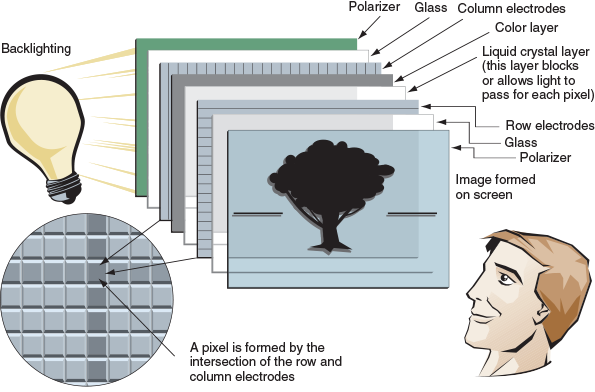 Polarizer
Glass
Column electrodes
Color layer
Backlighting
Liquid crystal layer
(this layer blocks
or allows light to
pass for each pixel)
Row electrodes
Glass
Polarizer
Image formed
on screen
A pixel is formed by the
intersection of the row and
column electrodes